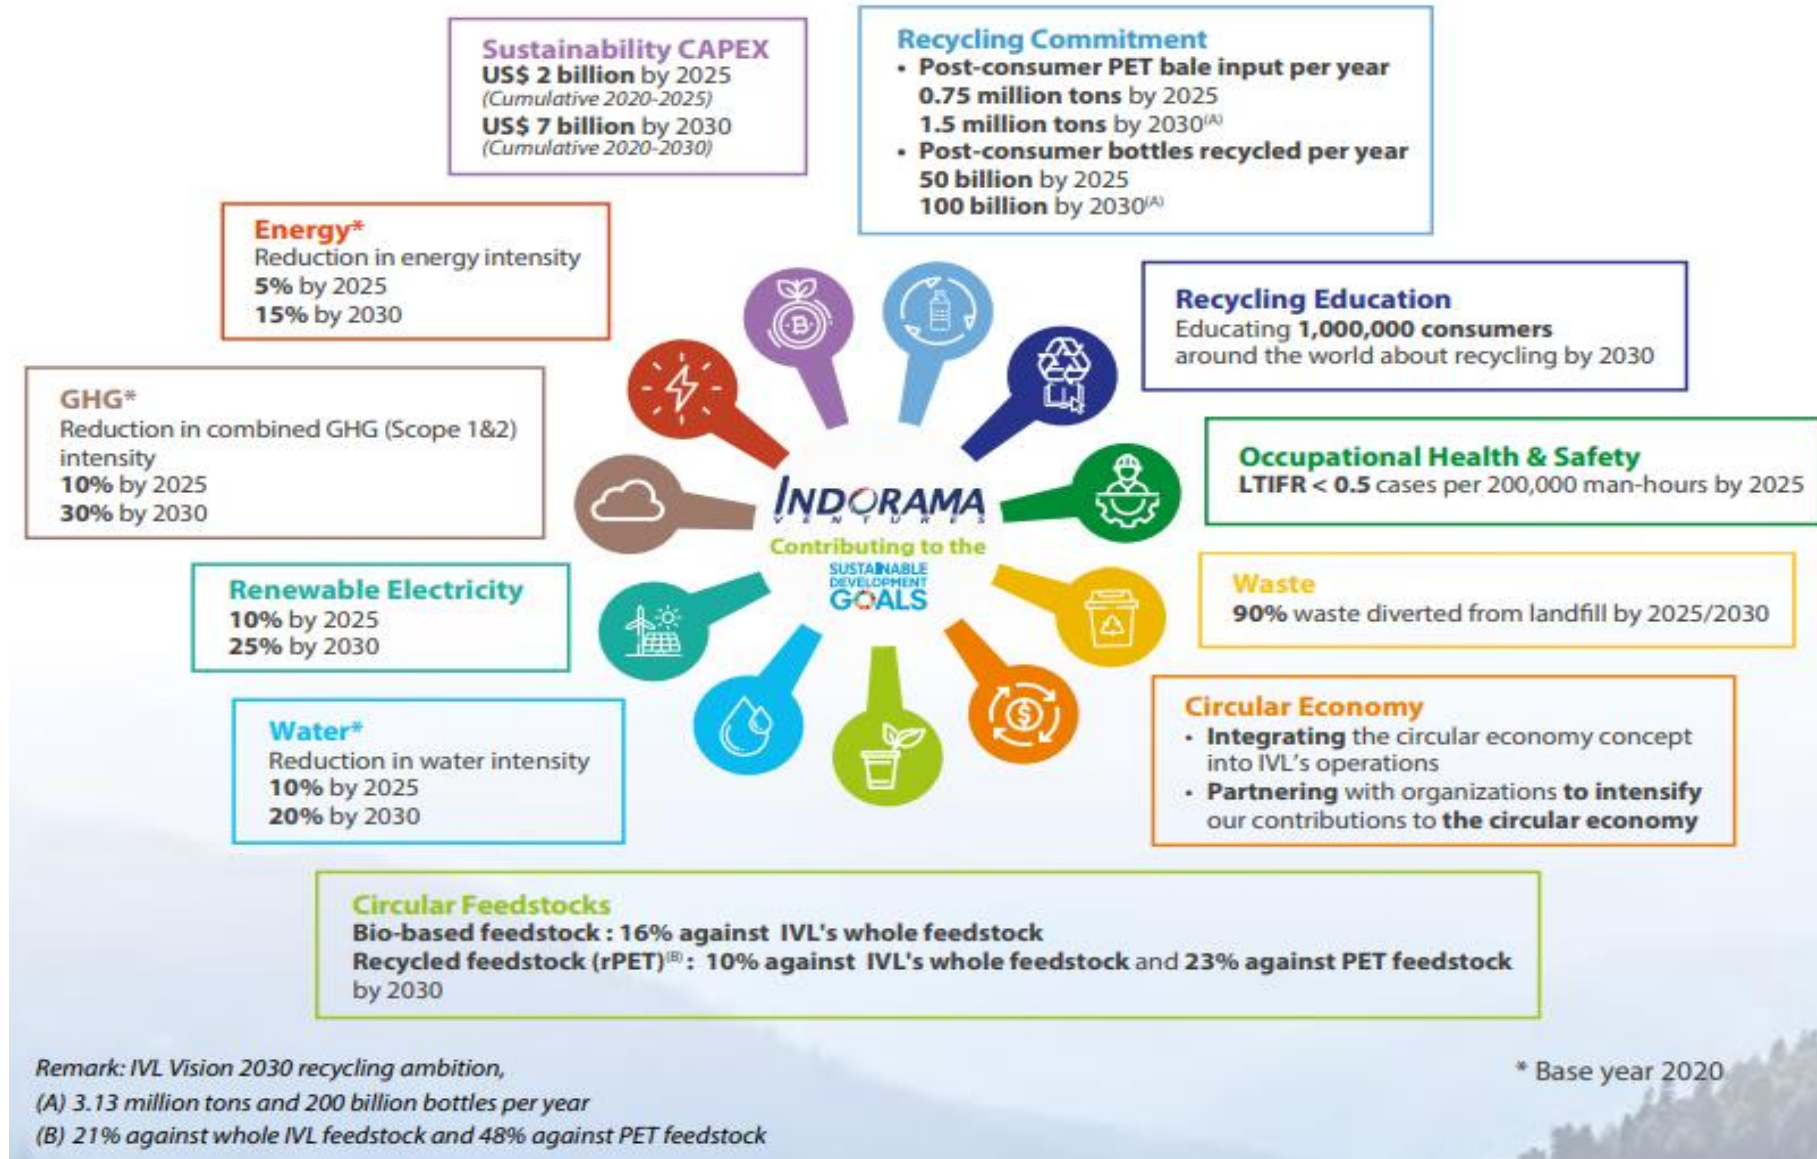 Sustainability CAPEX
US$ 2 billion by 2025
(Cumulative 2020-2025)
US$ 7 billion by 2030
(Cumulative 2020-2030)
Recycling Commitment
• Post-consumer PET bale input per year
0.75 million tons by 2025
1.5 million tons by 2030(A)
• Post-consumer bottles recycled per year
50 billion by 2025
100 billion by 2030(A)
Energy*
Reduction in energy intensity
5% by 2025
15% by 2030
Recycling Education
Educating 1,000,000 consumers
around the world about recycling by 2030
GHG*
Reduction in combined GHG (Scope 1&2)
intensity
10% by 2025
30% by 2030
Occupational Health & Safety
LTIFR < 0.5 cases per 200,000 man-hours by 2025
INDORAMA
VENTURES
Contributing to the
SUSTAINABLE
DEVELOPMENT
GOALS
Renewable Electricity
10% by 2025
25% by 2030
Waste
90% waste diverted from landfill by 2025/2030
Water*
Reduction in water intensity
10% by 2025
20% by 2030
Circular Economy
• Integrating the circular economy concept
into IVL's operations
• Partnering with organizations to intensify
our contributions to the circular economy
Circular Feedstocks
Bio-based feedstock : 16% against IVL's whole feedstock
Recycled feedstock (rPET)(B) : 10% against IVL's whole feedstock and 23% against PET feedstock
by 2030
Remark: IVL Vision 2030 recycling ambition,
(A) 3.13 million tons and 200 billion bottles per year
(B) 21% against whole IVL feedstock and 48% against PET feedstock
* Base year 2020